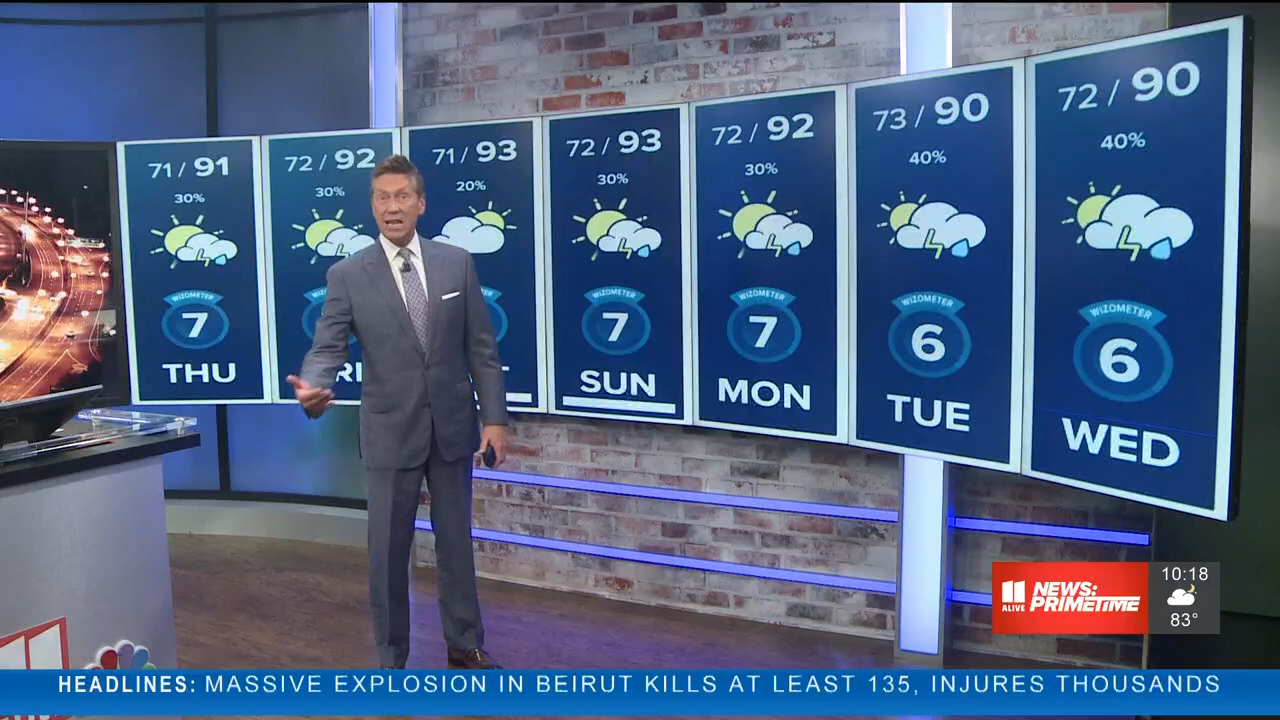 71 / 91
30%
WIZOMETER
7
THU
72 / 92
30%
71 / 93
20%
72 / 93
30%
WIZOMETER
7
SUN
72 / 92
30%
WIZOMETER
7
MON
73 / 90
40%
WIZOMETER
6
TUE
72 / 90
40%
WIZOMETER
6
WED
11 ALIVE
NEWS:
PRIMETIME
10:18
83°
HEADLINES: MASSIVE EXPLOSION IN BEIRUT KILLS AT LEAST 135, INJURES THOUSANDS